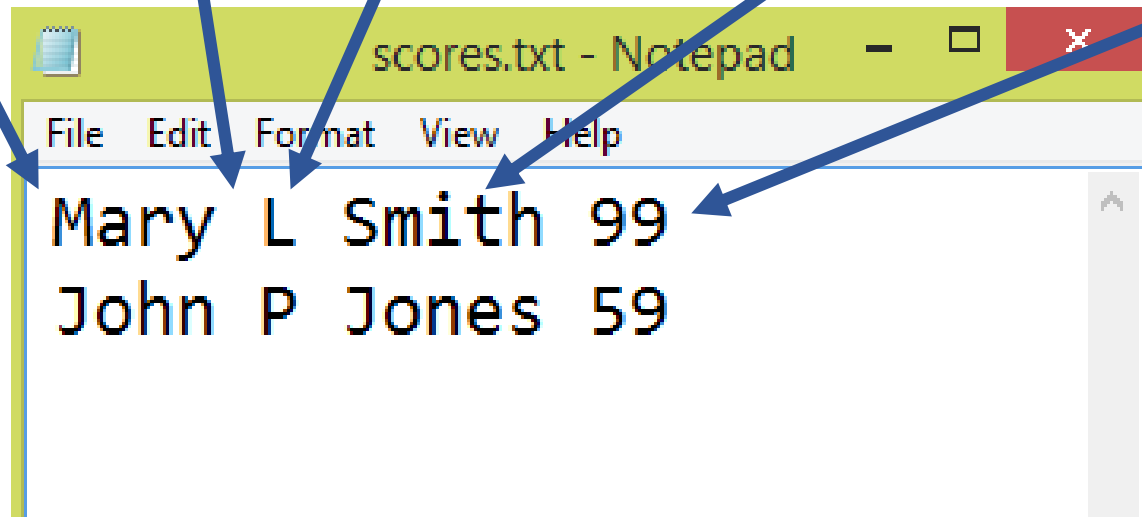 scores.txt - Notepad
File Edit Format View Help
Mary L Smith 99
John P Jones 59